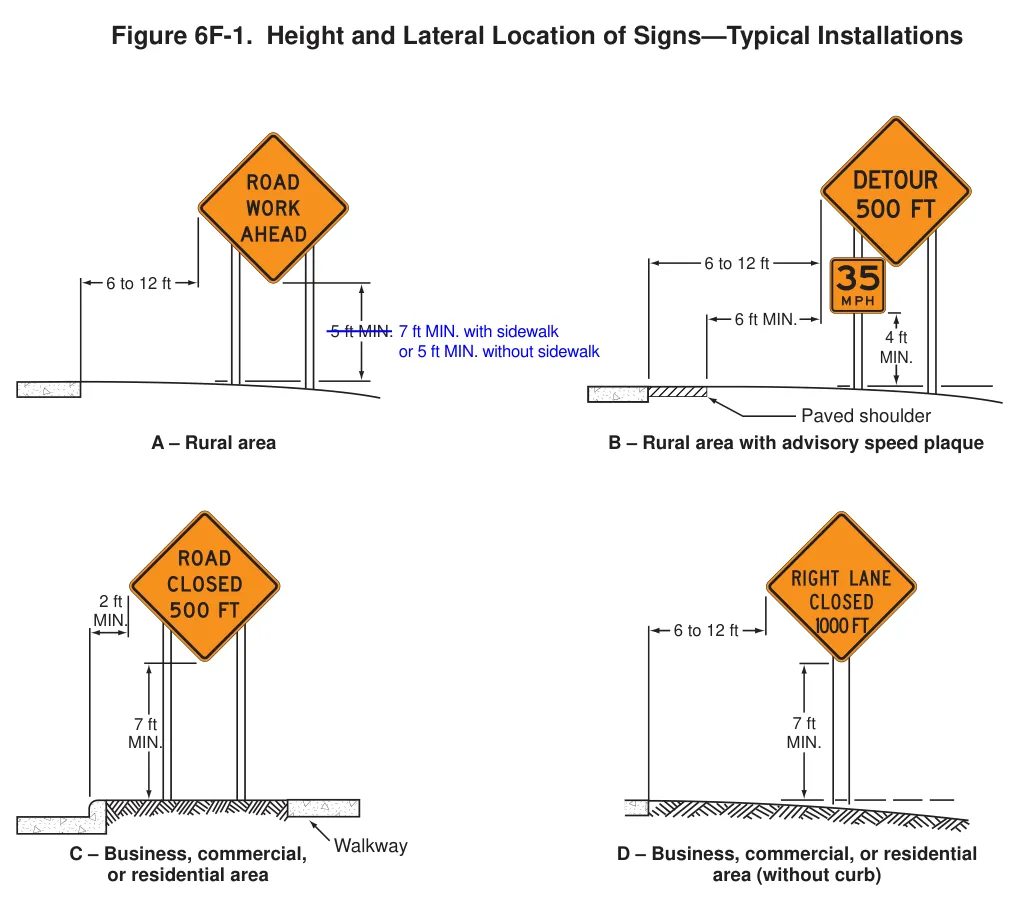 Figure 6F-1. Height and Lateral Location of Signs—Typical Installations
ROAD
WORK
AHEAD
6 to 12 ft
5 ft MIN. 7 ft MIN. with sidewalk
or 5 ft MIN. without sidewalk
A – Rural area
DETOUR
500 FT
35
MPH
6 to 12 ft
6 ft MIN.
4 ft
MIN.
Paved shoulder
B – Rural area with advisory speed plaque
ROAD
CLOSED
500 FT
2 ft
MIN.
7 ft
MIN.
Walkway
C – Business, commercial,
or residential area
RIGHT LANE
CLOSED
1000 FT
6 to 12 ft
7 ft
MIN.
D – Business, commercial, or residential
area (without curb)